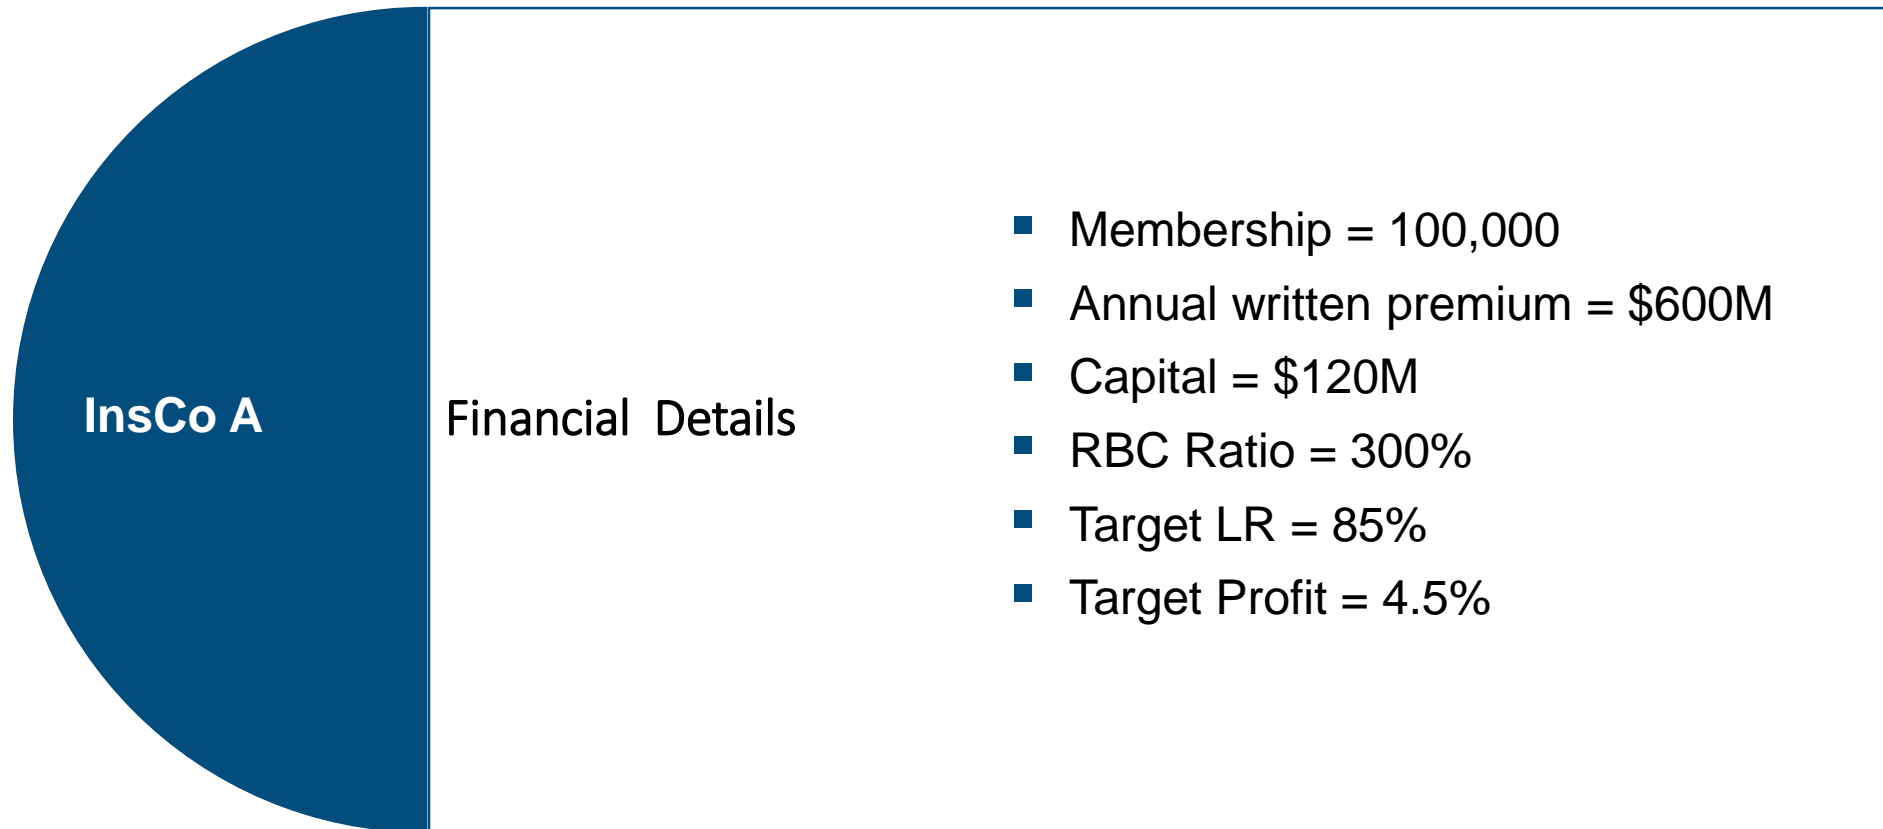 InsCo A
Financial Details
Membership = 100,000
Annual written premium = $600M
Capital = $120M
RBC Ratio = 300%
Target LR = 85%
Target Profit = 4.5%